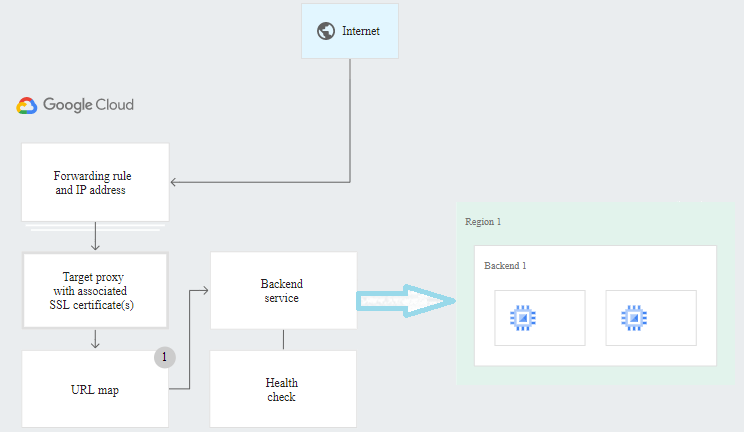 Internet
Google Cloud
Forwarding rule
and IP address
Target proxy
with associated
SSL certificate(s)
1
URL map
Backend
service
Health
check
Region 1
Backend 1